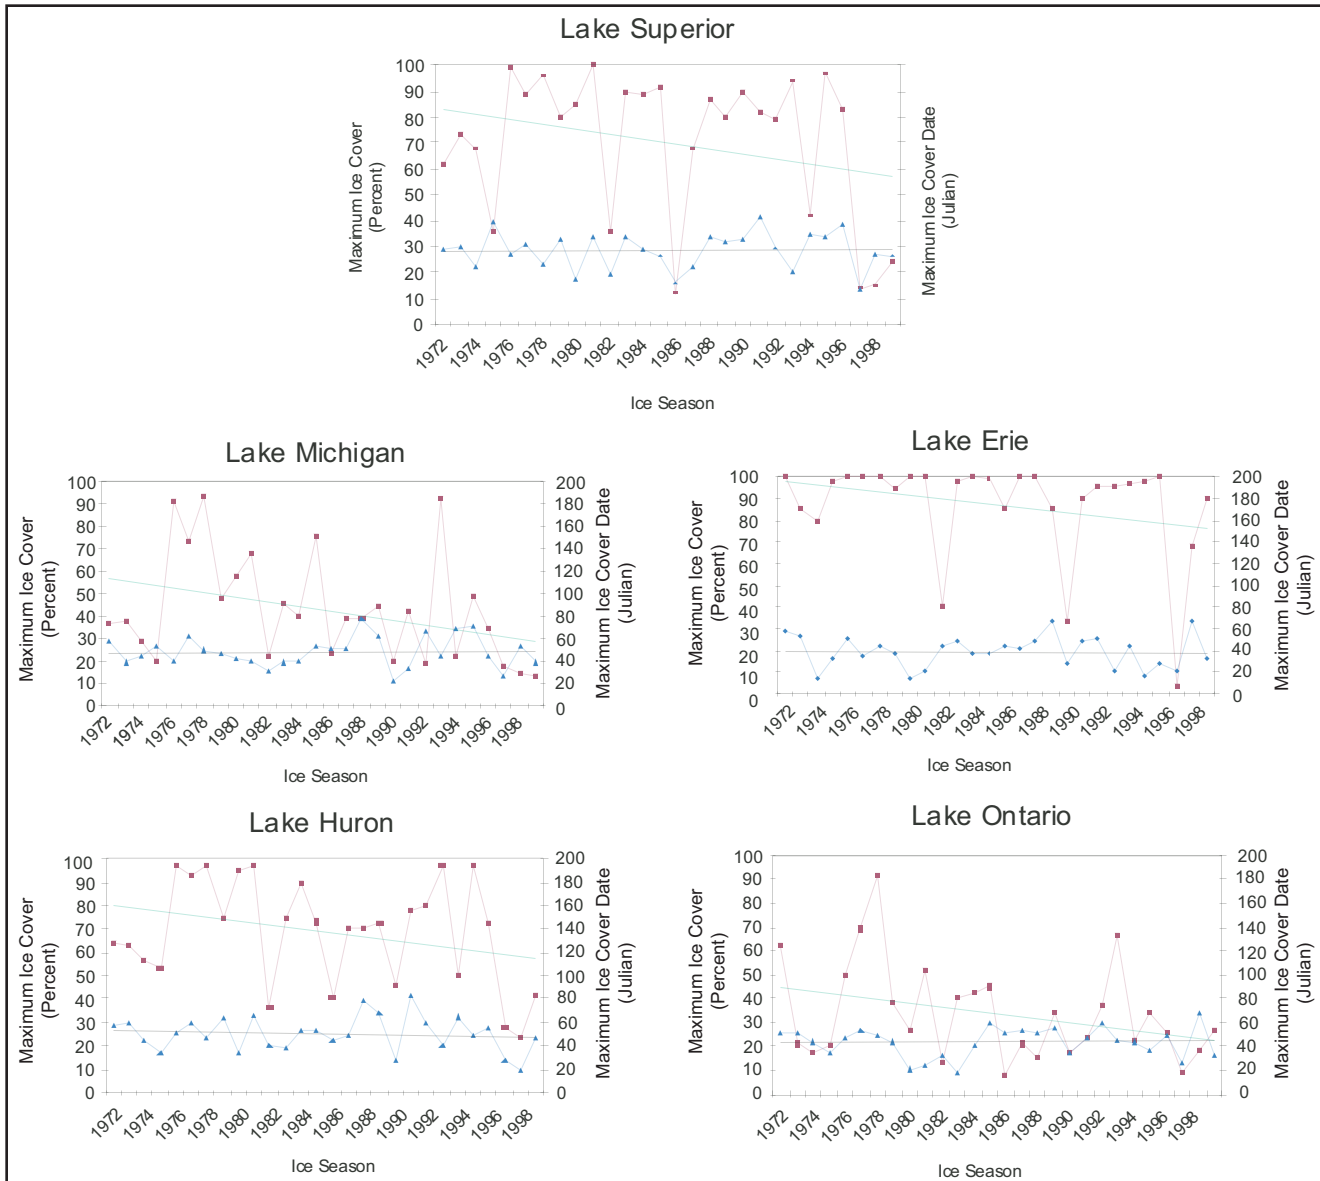 Lake Superior
Maximum Ice Cover
(Percent)
100
90
80
70
60
50
40
30
20
10
0
Maximum Ice Cover Date
(Julian)
1972 1974 1976 1978 1980 1982 1984 1986 1988 1990 1992 1994 1996 1998
Ice Season
Lake Michigan
Maximum Ice Cover
(Percent)
100
90
80
70
60
50
40
30
20
10
0
200
180
160
140
120
100
80
60
40
20
0
Maximum Ice Cover Date
(Julian)
1972 1974 1976 1978 1980 1982 1984 1986 1988 1990 1992 1994 1996 1998
Ice Season
Lake Erie
Maximum Ice Cover
(Percent)
100
90
80
70
60
50
40
30
20
10
0
200
180
160
140
120
100
80
60
40
20
0
Maximum Ice Cover Date
(Julian)
1972 1974 1976 1978 1980 1982 1984 1986 1988 1990 1992 1994 1996 1998
Ice Season
Lake Huron
Maximum Ice Cover
(Percent)
100
90
80
70
60
50
40
30
20
10
0
200
180
160
140
120
100
80
60
40
20
0
Maximum Ice Cover Date
(Julian)
1972 1974 1976 1978 1980 1982 1984 1986 1988 1990 1992 1994 1996 1998
Ice Season
Lake Ontario
Maximum Ice Cover
(Percent)
100
90
80
70
60
50
40
30
20
10
0
200
180
160
140
120
100
80
60
40
20
0
Maximum Ice Cover Date
(Julian)
1972 1974 1976 1978 1980 1982 1984 1986 1988 1990 1992 1994 1996 1998
Ice Season